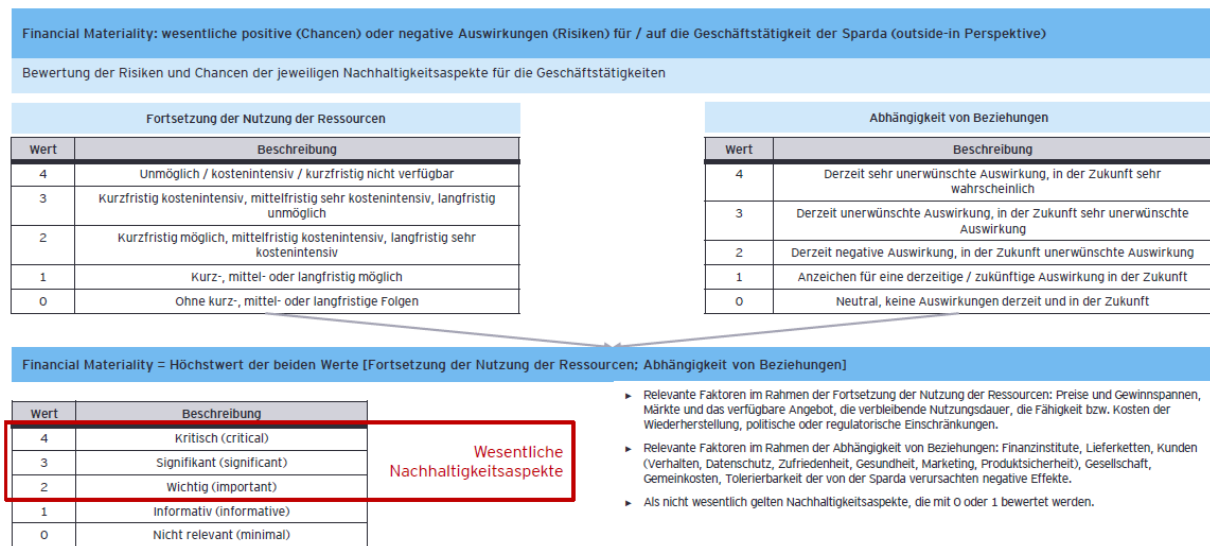 Financial Materiality: wesentliche positive (Chancen) oder negative Auswirkungen (Risiken) für / auf die Geschäftstätigkeit der Sparda (outside-in Perspektive)
Bewertung der Risiken und Chancen der jeweiligen Nachhaltigkeitsaspekte für die Geschäftstätigkeiten
Fortsetzung der Nutzung der Ressourcen
Wert Beschreibung
4 Unmöglich / kostenintensiv / kurzfristig nicht verfügbar
3 Kurzfristig kostenintensiv, mittelfristig sehr kostenintensiv, langfristig
unmöglich
2 Kurzfristig möglich, mittelfristig kostenintensiv, langfristig sehr
kostenintensiv
1 Kurz-, mittel- oder langfristig möglich
0 Ohne kurz-, mittel- oder langfristige Folgen
Abhängigkeit von Beziehungen
Wert Beschreibung
4 Derzeit sehr unerwünschte Auswirkung, in der Zukunft sehr
wahrscheinlich
3 Derzeit unerwünschte Auswirkung, in der Zukunft sehr unerwünschte
Auswirkung
2 Derzeit negative Auswirkung, in der Zukunft unerwünschte Auswirkung
1 Anzeichen für eine derzeitige / zukünftige Auswirkung in der Zukunft
0 Neutral, keine Auswirkungen derzeit und in der Zukunft
Financial Materiality = Höchstwert der beiden Werte [Fortsetzung der Nutzung der Ressourcen; Abhängigkeit von Beziehungen]
Wert Beschreibung
4 Kritisch (critical)
3 Signifikant (significant)
2 Wichtig (important)
1 Informativ (informative)
0 Nicht relevant (minimal)
Wesentliche
Nachhaltigkeitsaspekte
► Relevante Faktoren im Rahmen der Fortsetzung der Nutzung der Ressourcen: Preise und Gewinnspannen,
Märkte und das verfügbare Angebot, die verbleibende Nutzungsdauer, die Fähigkeit bzw. Kosten der
Wiederherstellung, politische oder regulatorische Einschränkungen.
► Relevante Faktoren im Rahmen der Abhängigkeit von Beziehungen: Finanzinstitute, Lieferketten, Kunden
(Verhalten, Datenschutz, Zufriedenheit, Gesundheit, Marketing, Produktsicherheit), Gesellschaft,
Gemeinkosten, Tolerierbarkeit der von der Sparda verursachten negative Effekte.
► Als nicht wesentlich gelten Nachhaltigkeitsaspekte, die mit 0 oder 1 bewertet werden.